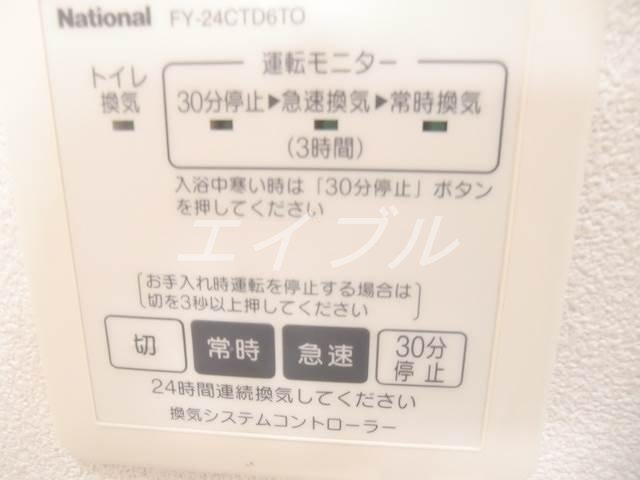 National FY-24CTD6TO
トイレ
換気
運転モニター
30分停止▶急速換気▶常時換気
(3時間)
入浴中寒い時は「30分停止」ボタン
を押してください
エイブル
お手入れ時運転を停止する場合は
切を3秒以上押してください
切 常時 急速 30分
停止
24時間連続換気してください
換気システムコントローラー